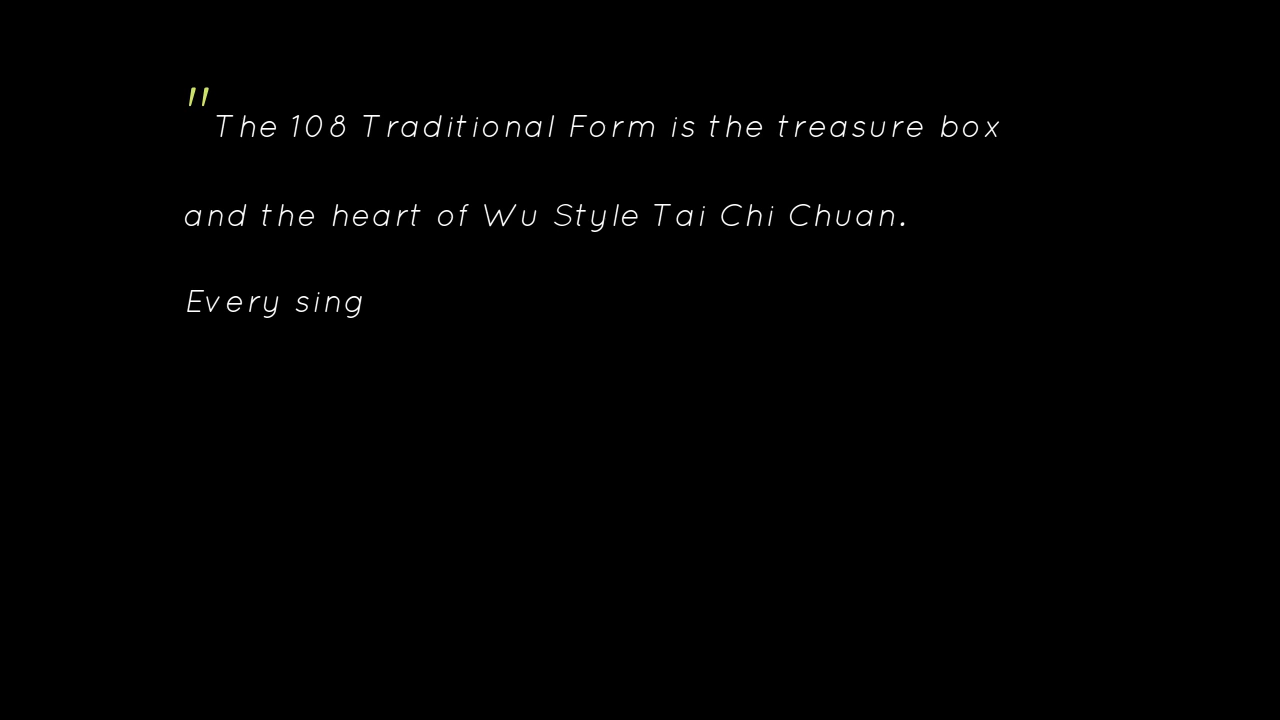 "The 108 Traditional Form is the treasure box
and the heart of Wu Style Tai Chi Chuan.
Every sing